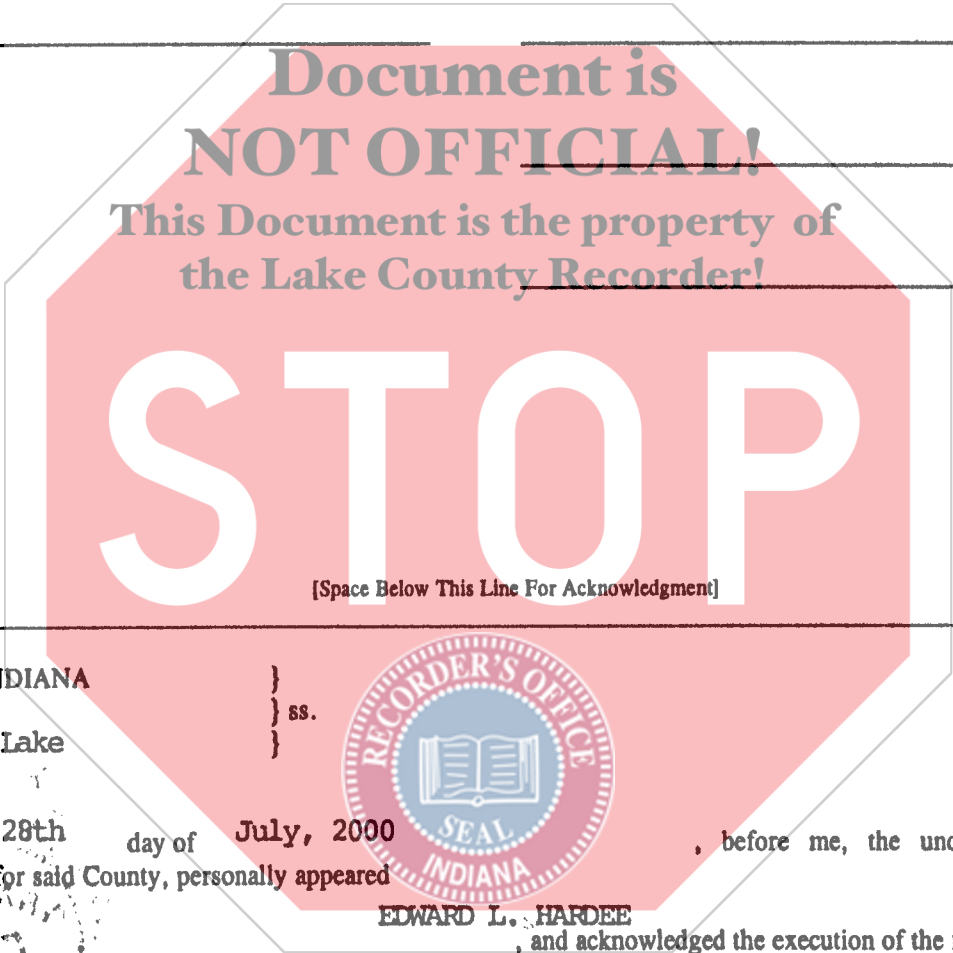 Document is
NOT OFFICIAL!
This Document is the property of
the Lake County Recorder!
STOP
[Space Below This Line For Acknowledgment]
NDIANA } 
} ss.
Lake }
28th day of July, 2000 , before me, the und
for said County, personally appeared
EDWARD L. HARDEE
, and acknowledged the execution of the
RECORDER'S OFFICE
SEAL
INDIANA